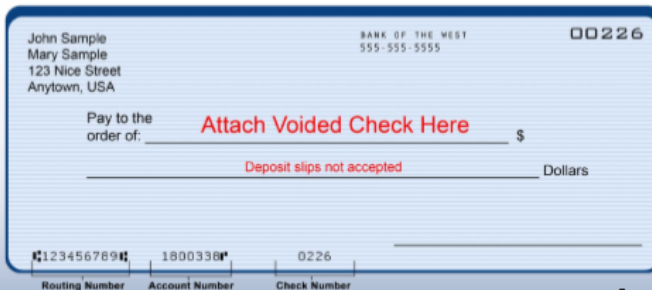 John Sample
Mary Sample
123 Nice Street
Anytown, USA
BANK OF THE WEST
555-555-5555
00226
Pay to the
order of: Attach Voided Check Here $
Deposit slips not accepted Dollars
⑆123456789⑆ 1800338⑈ 0226
Routing Number Account Number Check Number